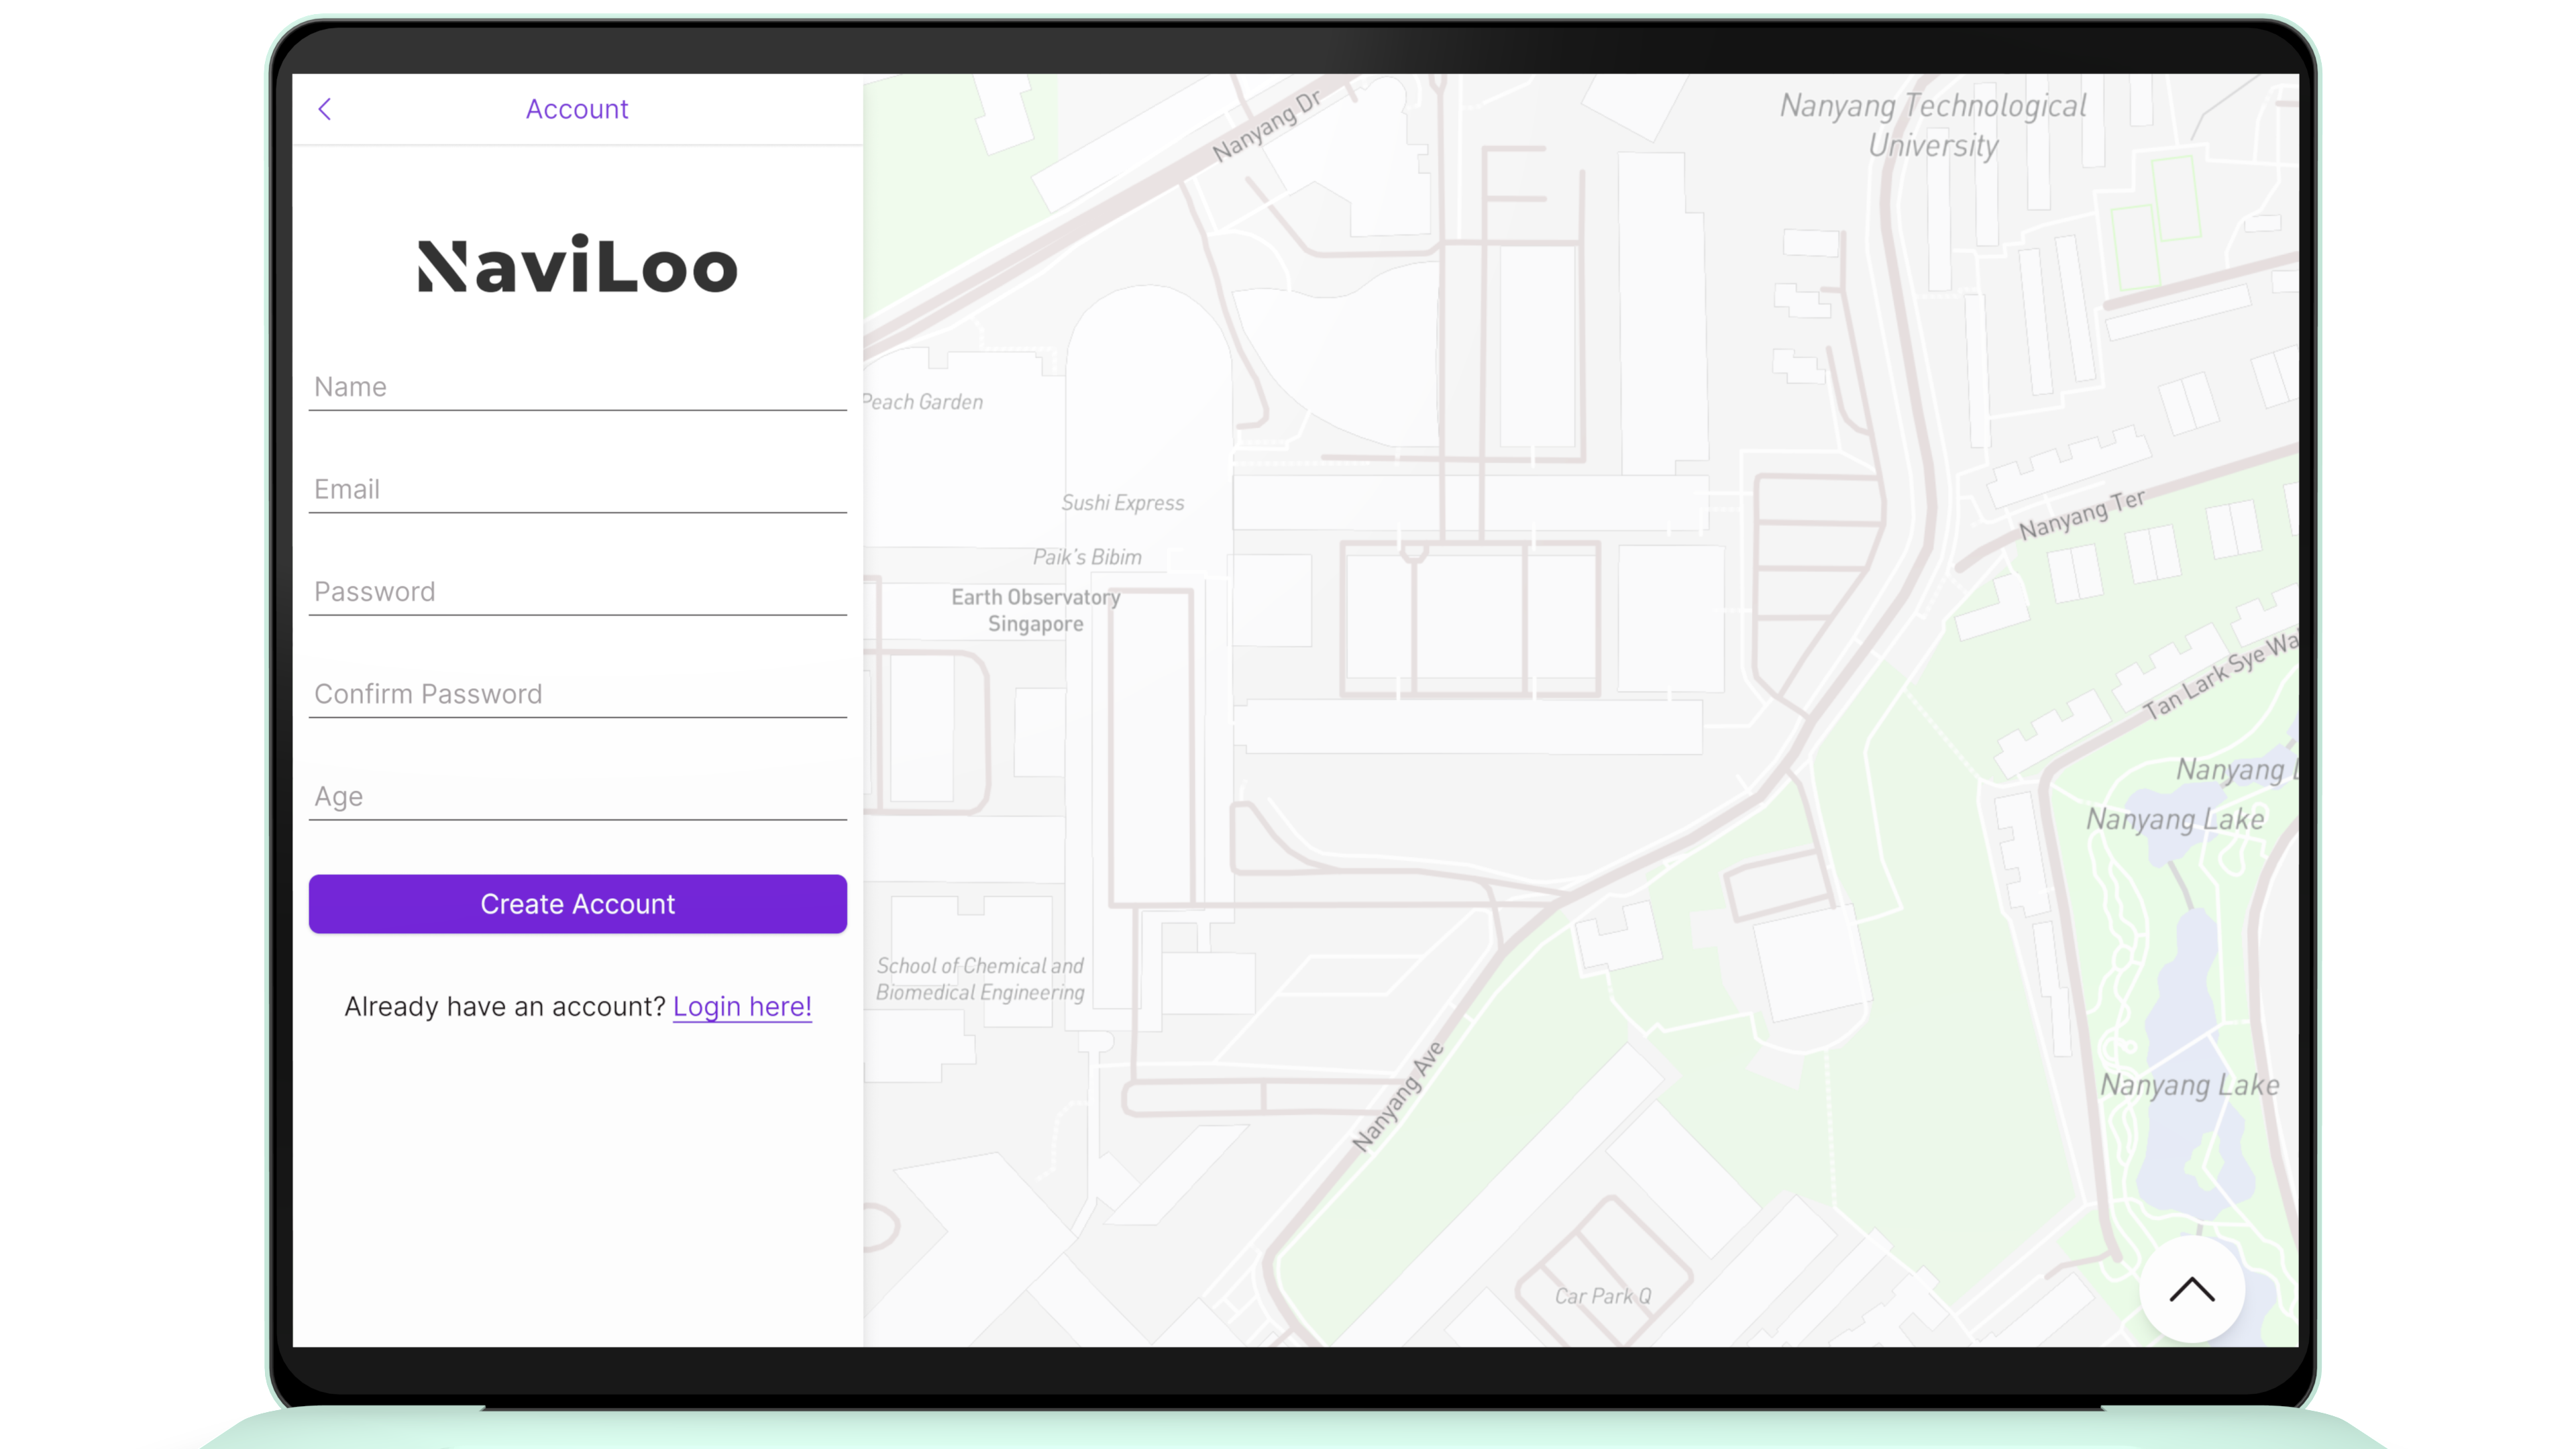 Account
NaviLoo
Name
Email
Password
Confirm Password
Age
Create Account
Already have an account? Login here!
Nanyang Dr
Nanyang Technological
University
Peach Garden
Sushi Express
Paik's Bibim
Earth Observatory
Singapore
Nanyang Ter
Tan Lark Sye
Nanyang
Nanyang Lake
School of Chemical and
Biomedical Engineering
Nanyang Ave
Nanyang Lake
Car Park Q